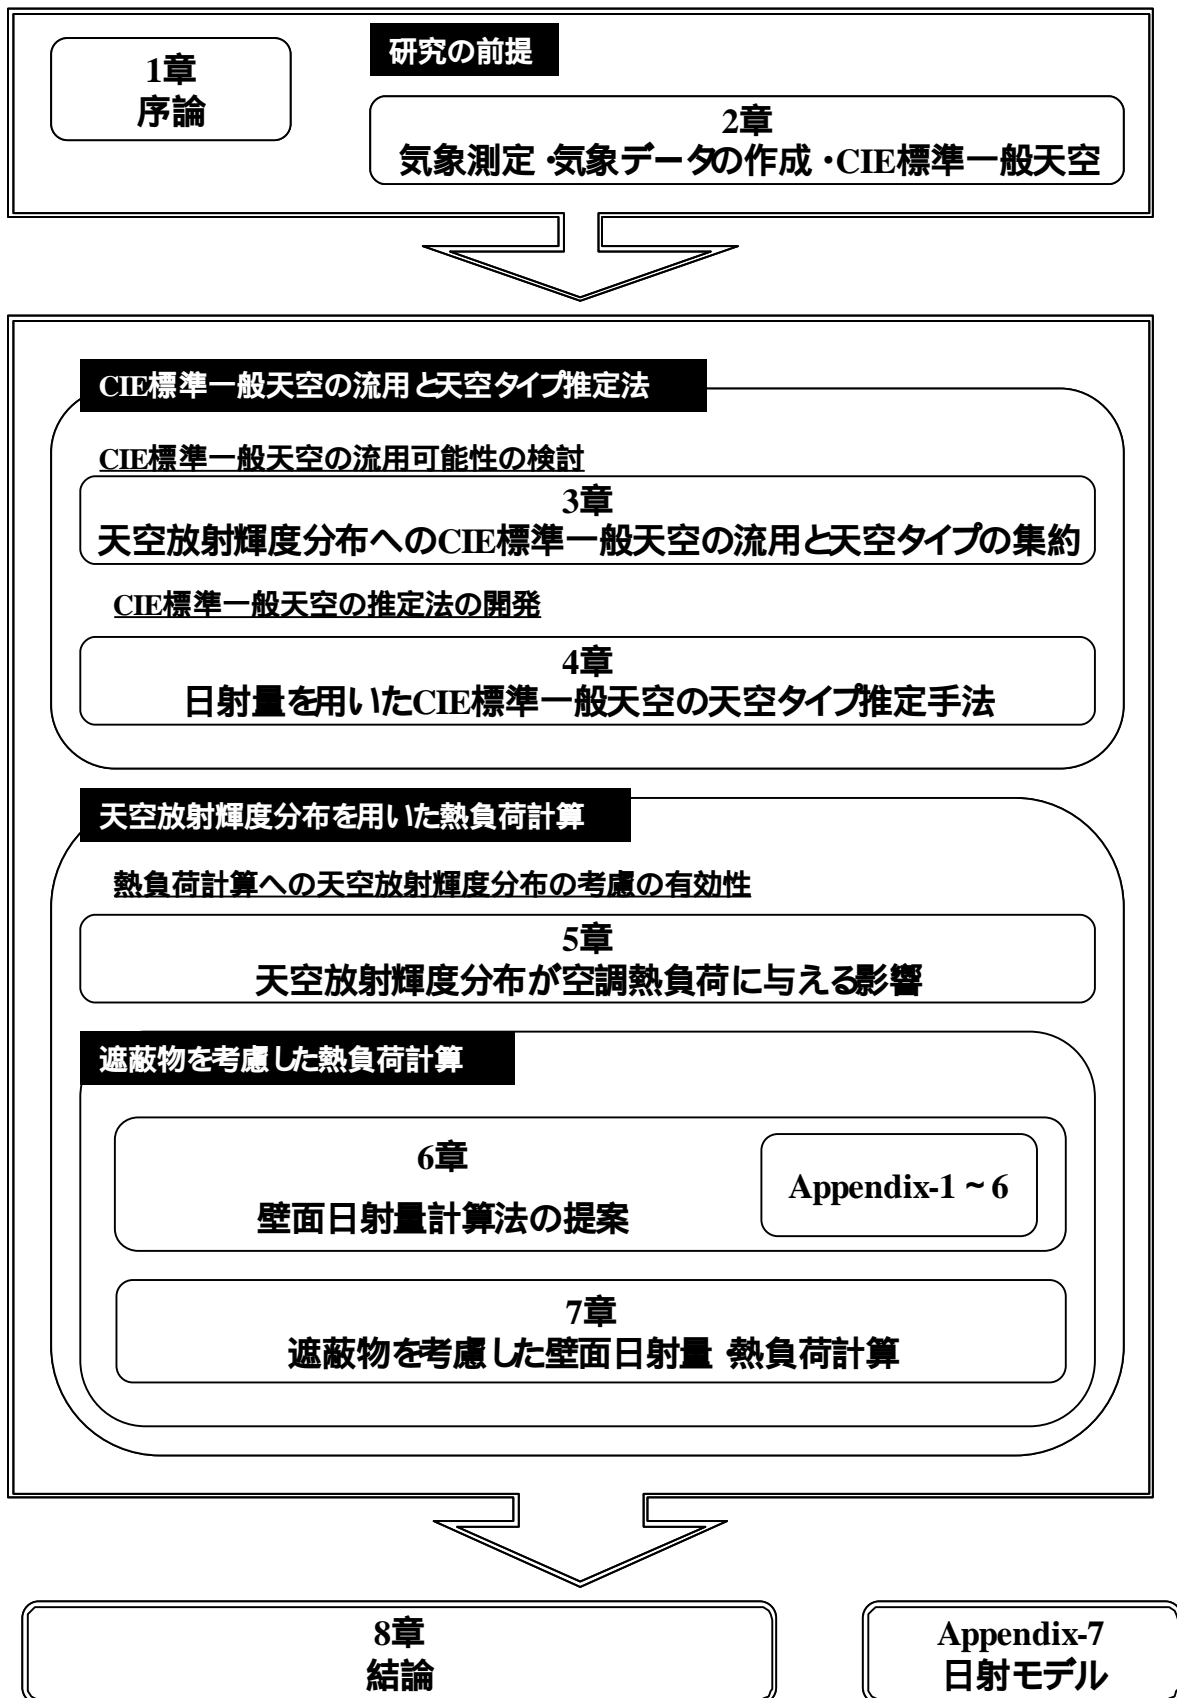 1章
序論
研究の前提
2章
気象測定・気象データの作成・CIE標準一般天空
CIE標準一般天空の流用と天空タイプ推定法
CIE標準一般天空の流用可能性の検討
3章
天空放射輝度分布へのCIE標準一般天空の流用と天空タイプの集約
CIE標準一般天空の推定法の開発
4章
日射量を用いたCIE標準一般天空の天空タイプ推定手法
天空放射輝度分布を用いた熱負荷計算
熱負荷計算への天空放射輝度分布の考慮の有効性
5章
天空放射輝度分布が空調熱負荷に与える影響
遮蔽物を考慮した熱負荷計算
6章
壁面日射量計算法の提案
Appendix-1~6
7章
遮蔽物を考慮した壁面日射量・熱負荷計算
8章
結論
Appendix-7
日射モデル